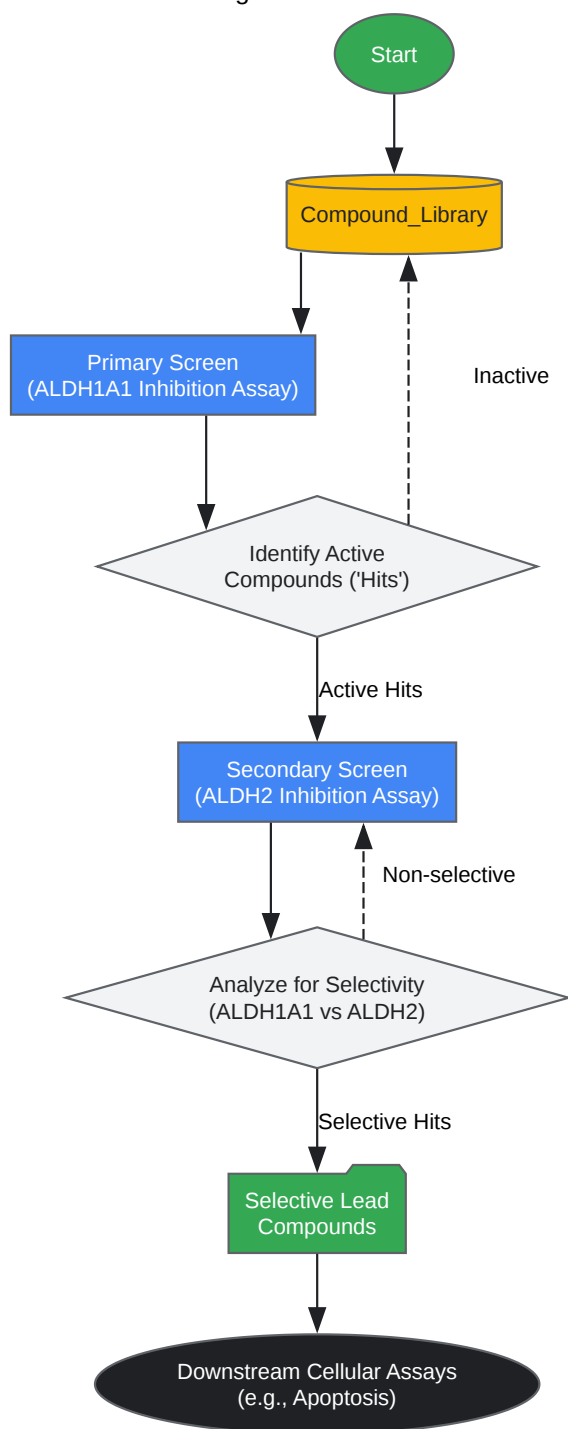 Start
Compound_Library
Primary Screen
(ALDH1A1 Inhibition Assay)
Inactive
Identify Active
Compounds ('Hits')
Active Hits
Secondary Screen
(ALDH2 Inhibition Assay)
Non-selective
Analyze for Selectivity
(ALDH1A1 vs ALDH2)
Selective Hits
Selective Lead
Compounds
Downstream Cellular Assays
(e.g., Apoptosis)